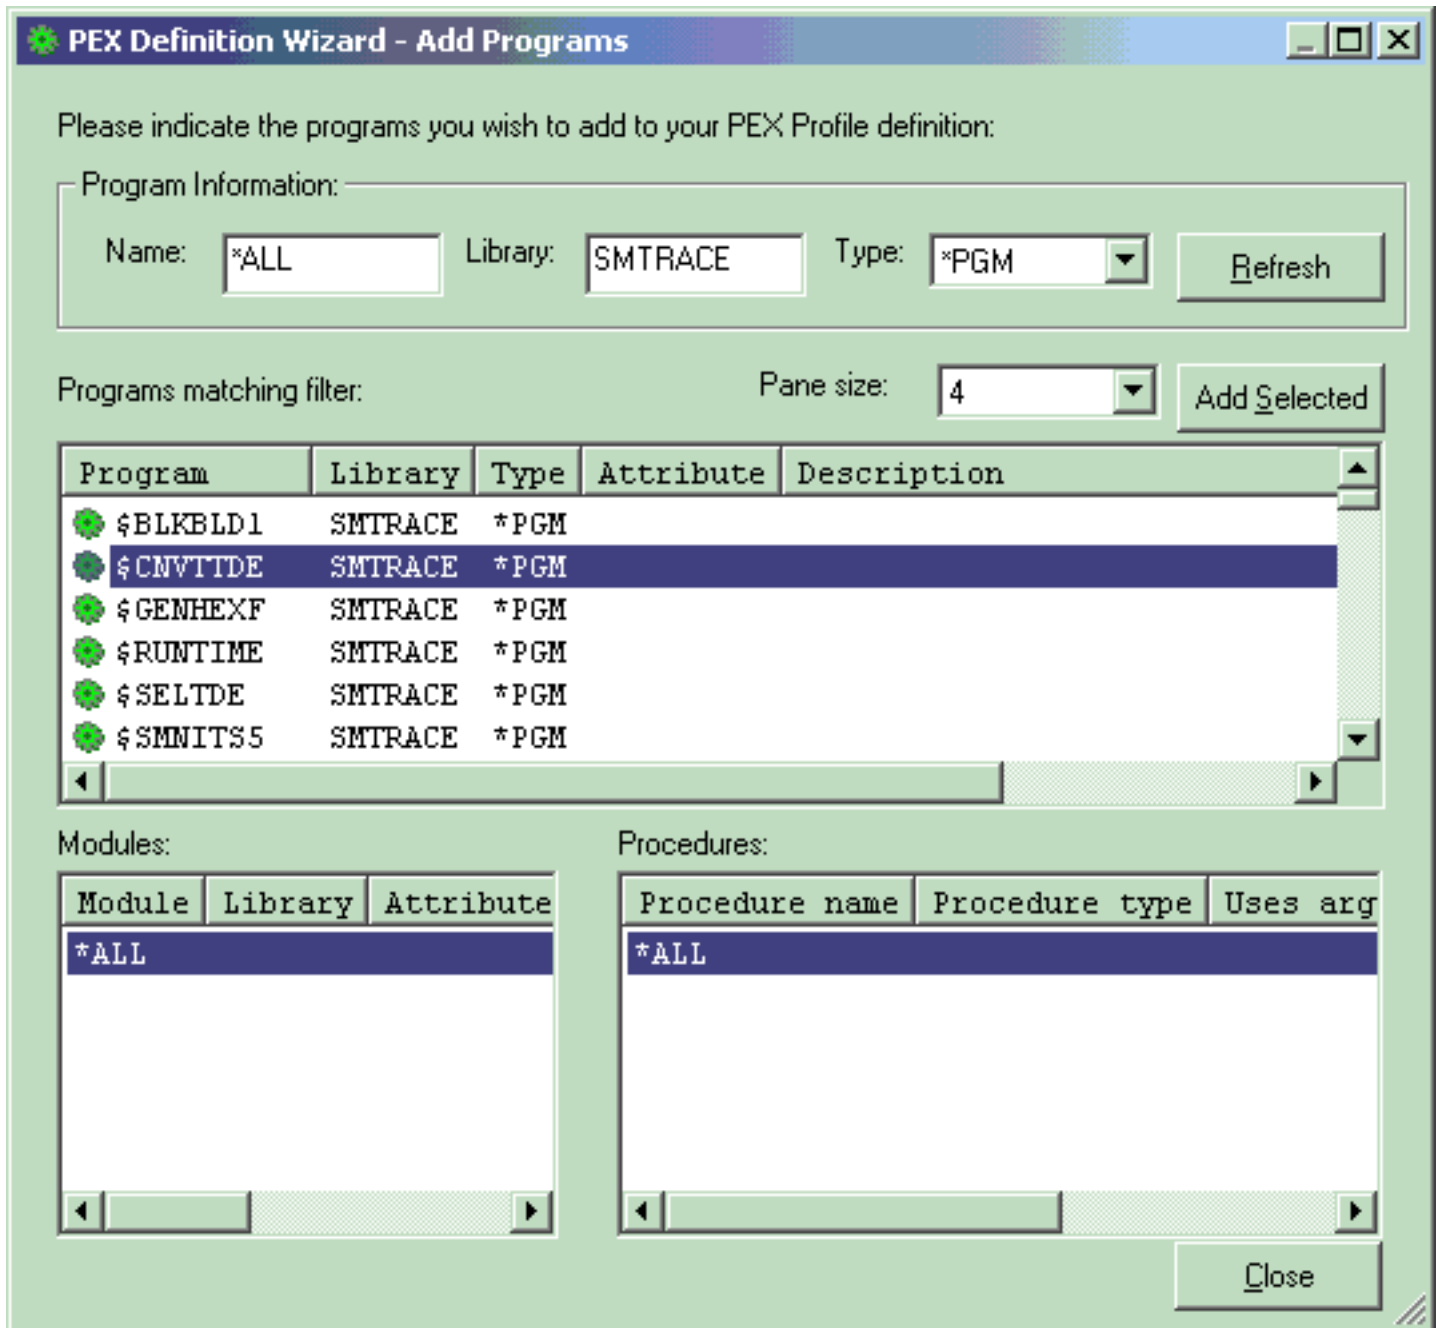 PEX Definition Wizard - Add Programs
Please indicate the programs you wish to add to your PEX Profile definition:
Program Information:
Name: *ALL Library: SMTRACE Type: *PGM Refresh
Programs matching filter: Pane size: 4 Add Selected
Program Library Type Attribute Description
$BLKBLD1 SMTRACE *PGM
$CNVTTDE SMTRACE *PGM
$GENHEXF SMTRACE *PGM
$RUNTIME SMTRACE *PGM
$SELTDE SMTRACE *PGM
$SMNITS5 SMTRACE *PGM
Modules: Procedures:
Module Library Attribute Procedure name Procedure type Uses arg
*ALL *ALL
Close